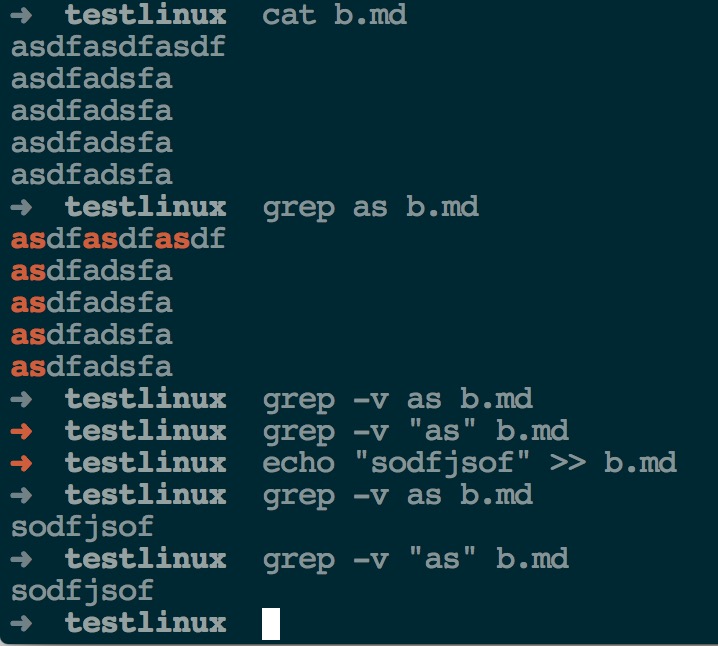 ➜  testlinux  cat b.md
asdfasdfasdf
asdfadsfa
asdfadsfa
asdfadsfa
asdfadsfa
➜  testlinux  grep as b.md
asdfasdfasdf
asdfadsfa
asdfadsfa
asdfadsfa
asdfadsfa
➜  testlinux  grep -v as b.md
➜  testlinux  grep -v "as" b.md
➜  testlinux  echo "sodfjsof" >> b.md
➜  testlinux  grep -v as b.md
sodfjsof
➜  testlinux  grep -v "as" b.md
sodfjsof
➜  testlinux